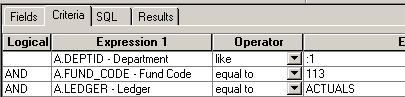 Fields Criteria SQL Results
Logical Expression 1 Operator E
A.DEPTID - Department like :1
AND A.FUND_CODE - Fund Code equal to 113
AND A.LEDGER - Ledger equal to ACTUALS